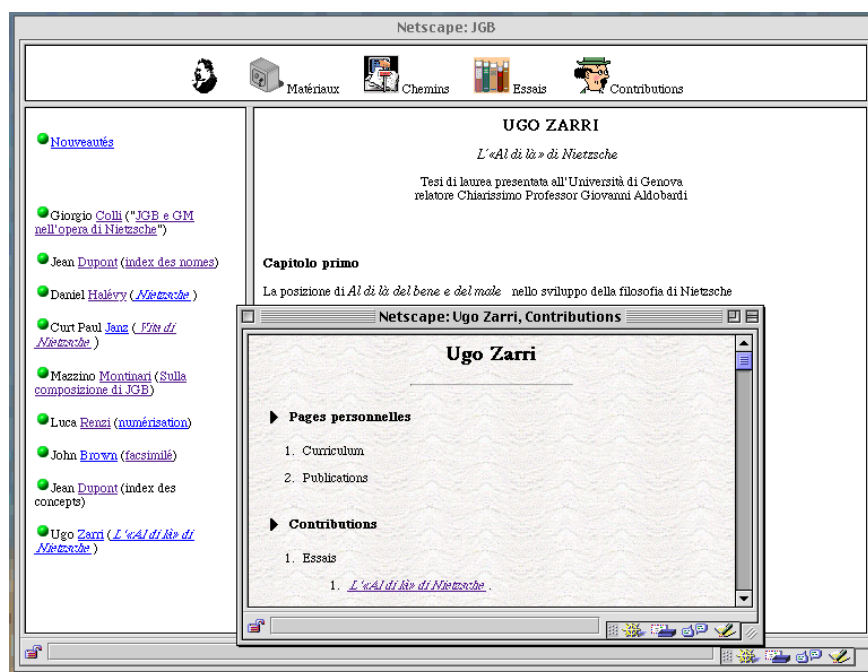 Netscape: JGB
Matériaux
Chemins
Essais
Contributions
Nouveautés
Giorgio Colli ("JGB e GM
nell'opera di Nietzsche")
Jean Dupont (index des nomes)
Daniel Halévy (Nietzsche )
Curt Paul Janz ( Vita di
Nietzsche )
Mazzino Montinari (Sulla
composizione di JGB)
Luca Renzi (numérisation)
John Brown (facsimilé)
Jean Dupont (index des
concepts)
Ugo Zarri ( L'«Al di là» di
Nietzsche )
UGO ZARRI
L´«Al di là» di Nietzsche
Tesi di laurea presentata all'Università di Genova
relatore Chiarissimo Professor Giovanni Aldobardi
Capitolo primo
La posizione di Al di là del bene e del male nello sviluppo della filosofia di Nietzsche
Netscape: Ugo Zarri, Contributions
Ugo Zarri
Pages personnelles
1. Curriculum
2. Publications
Contributions
1. Essais
1. L'«Al di là» di Nietzsche .